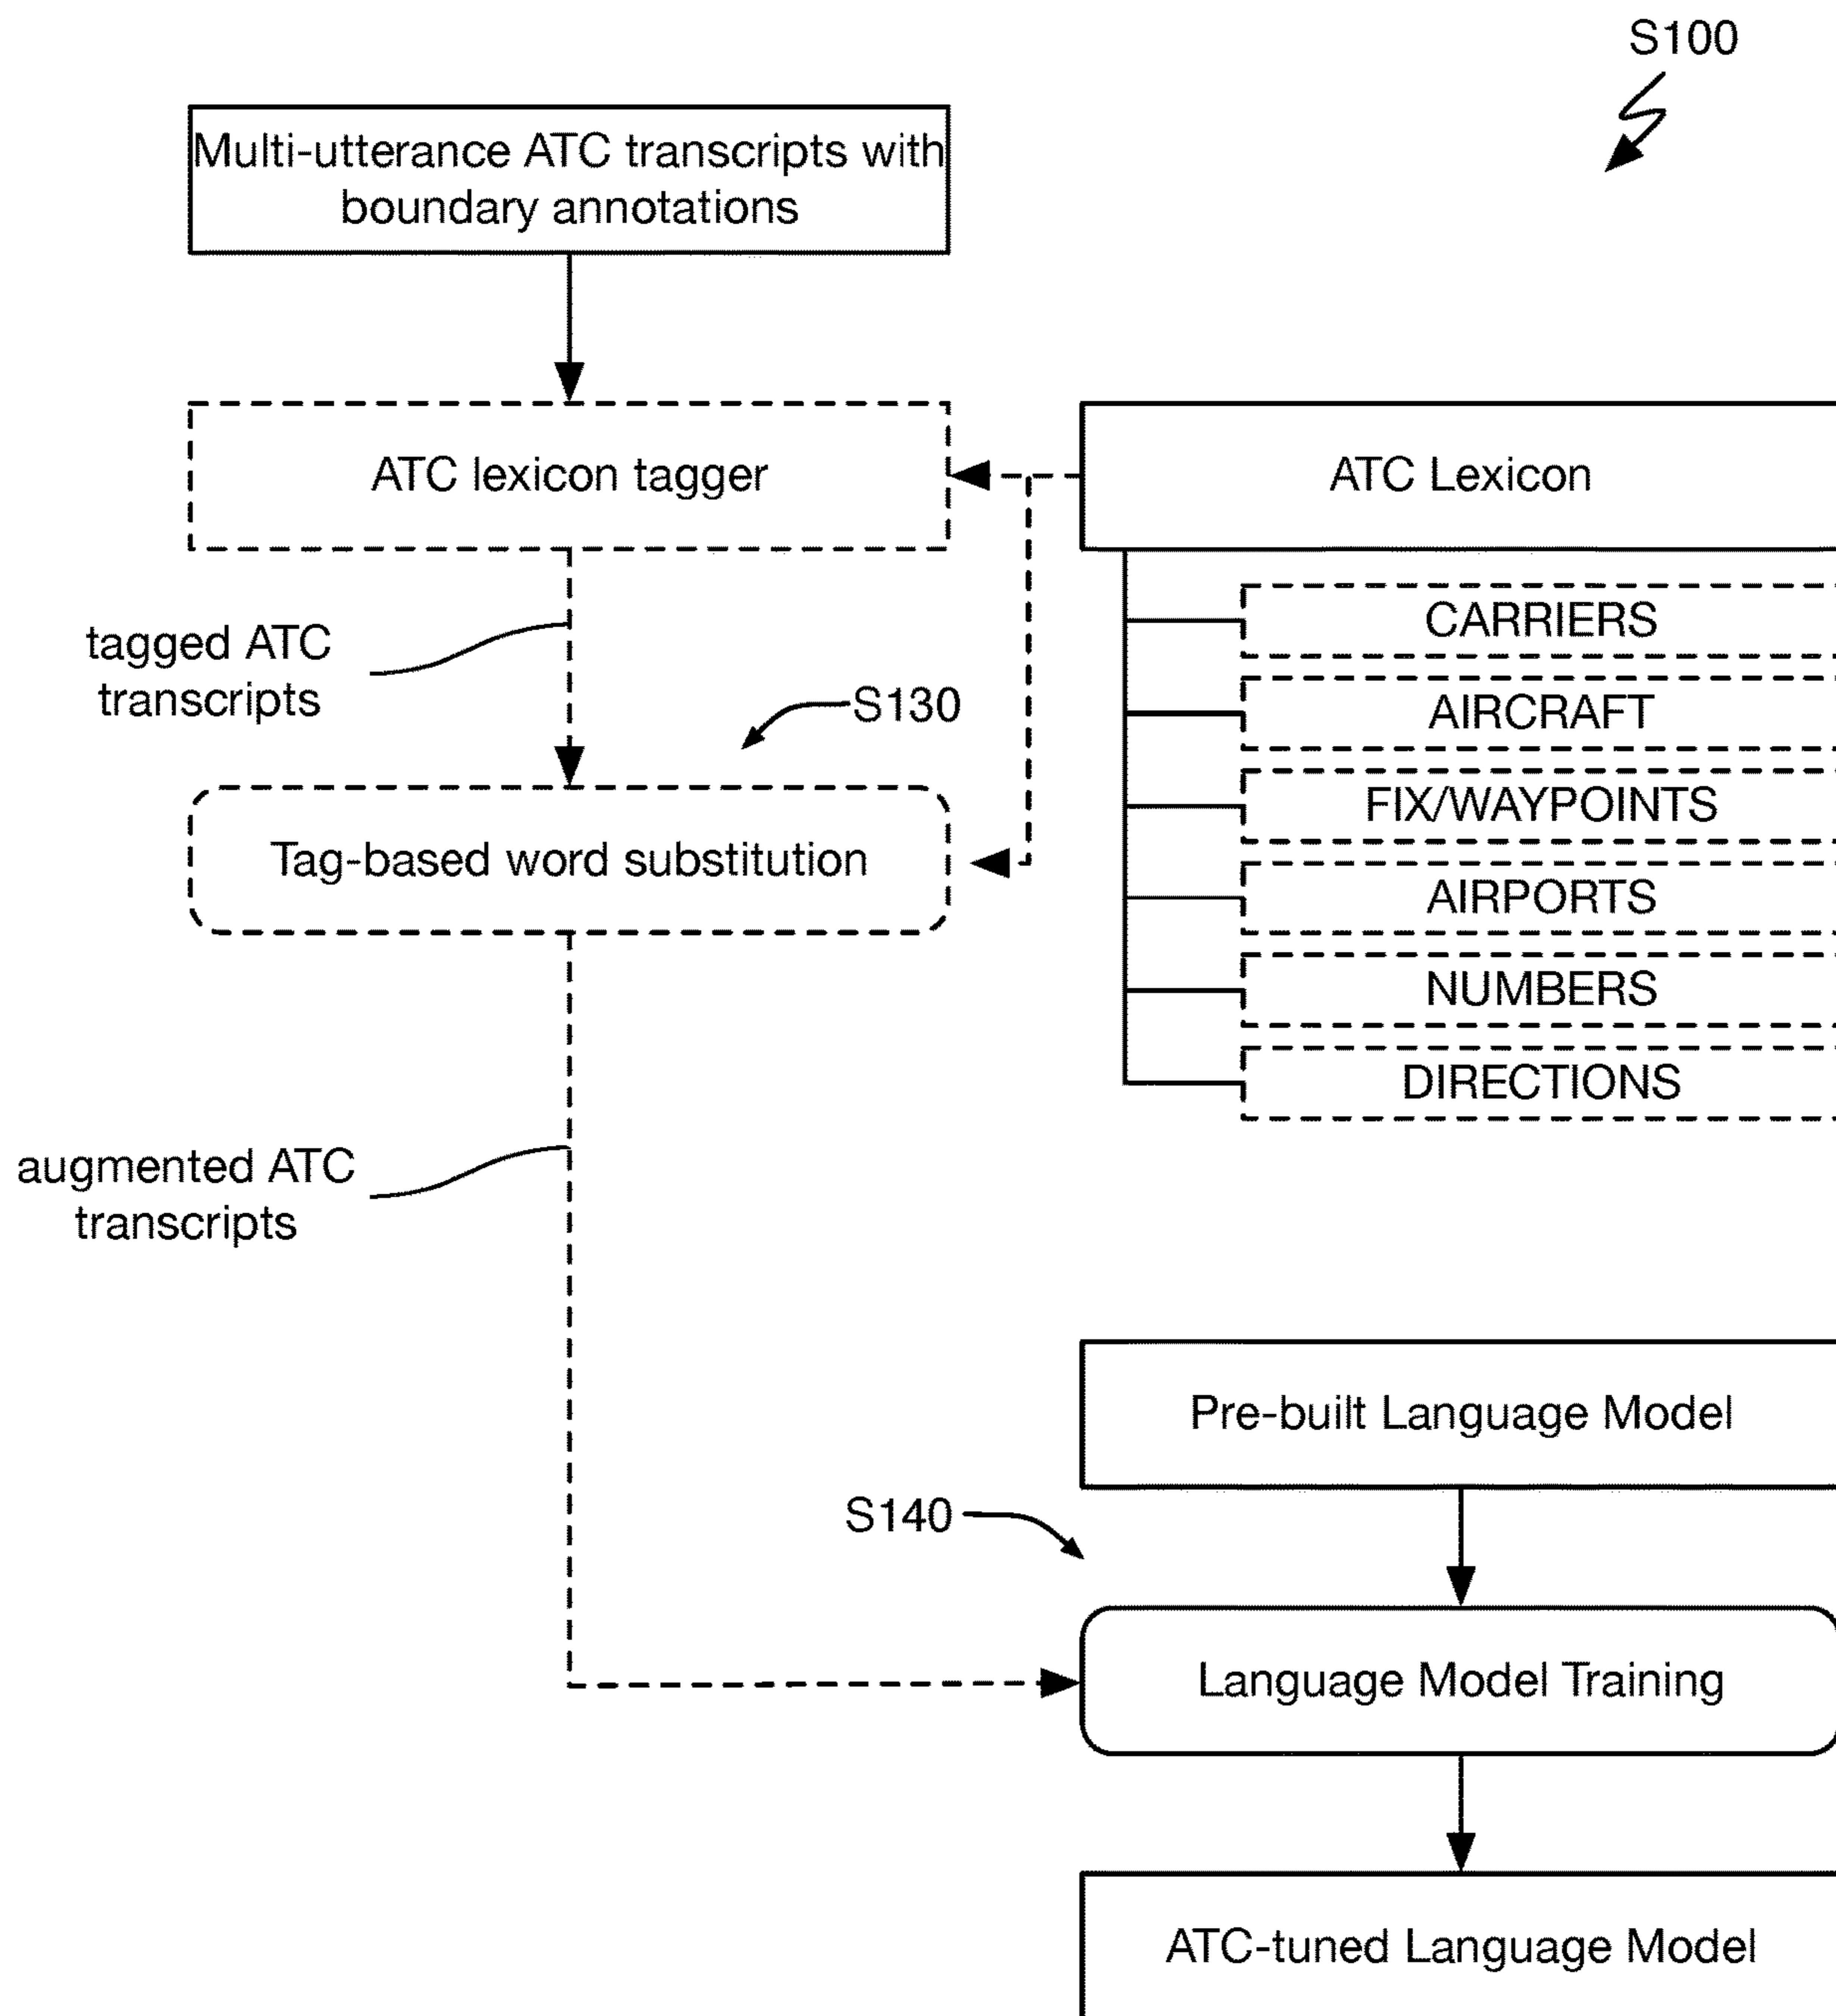 S100
Multi-utterance ATC transcripts with
boundary annotations
ATC lexicon tagger
ATC Lexicon
CARRIERS
tagged ATC
transcripts
S130
AIRCRAFT
FIX/WAYPOINTS
Tag-based word substitution
AIRPORTS
NUMBERS
DIRECTIONS
augmented ATC
transcripts
Pre-built Language Model
S140
Language Model Training
ATC-tuned Language Model